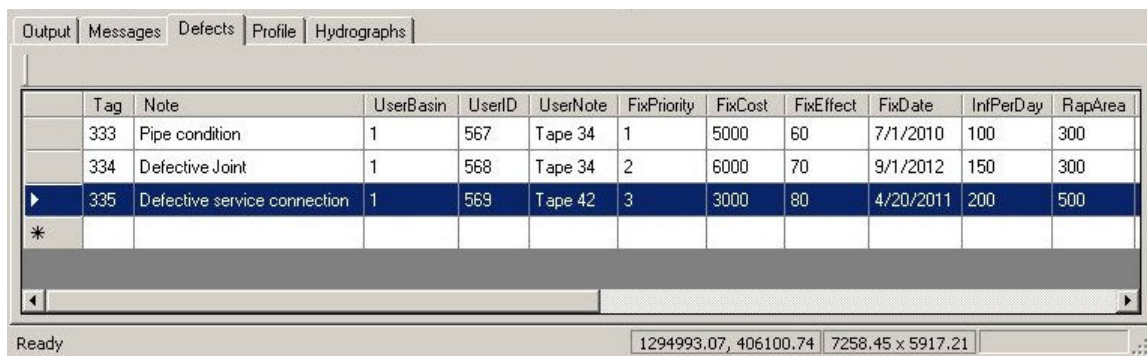 Output Messages Defects Profile Hydrographs
Tag Note UserBasin UserID UserNote FixPriority FixCost FixEffect FixDate InfPerDay RapArea
333 Pipe condition 1 567 Tape 34 1 5000 60 7/1/2010 100 300
334 Defective Joint 1 568 Tape 34 2 6000 70 9/1/2012 150 300
335 Defective service connection 1 569 Tape 42 3 3000 80 4/20/2011 200 500
Ready 1294993.07, 406100.74 7258.45 x 5917.21